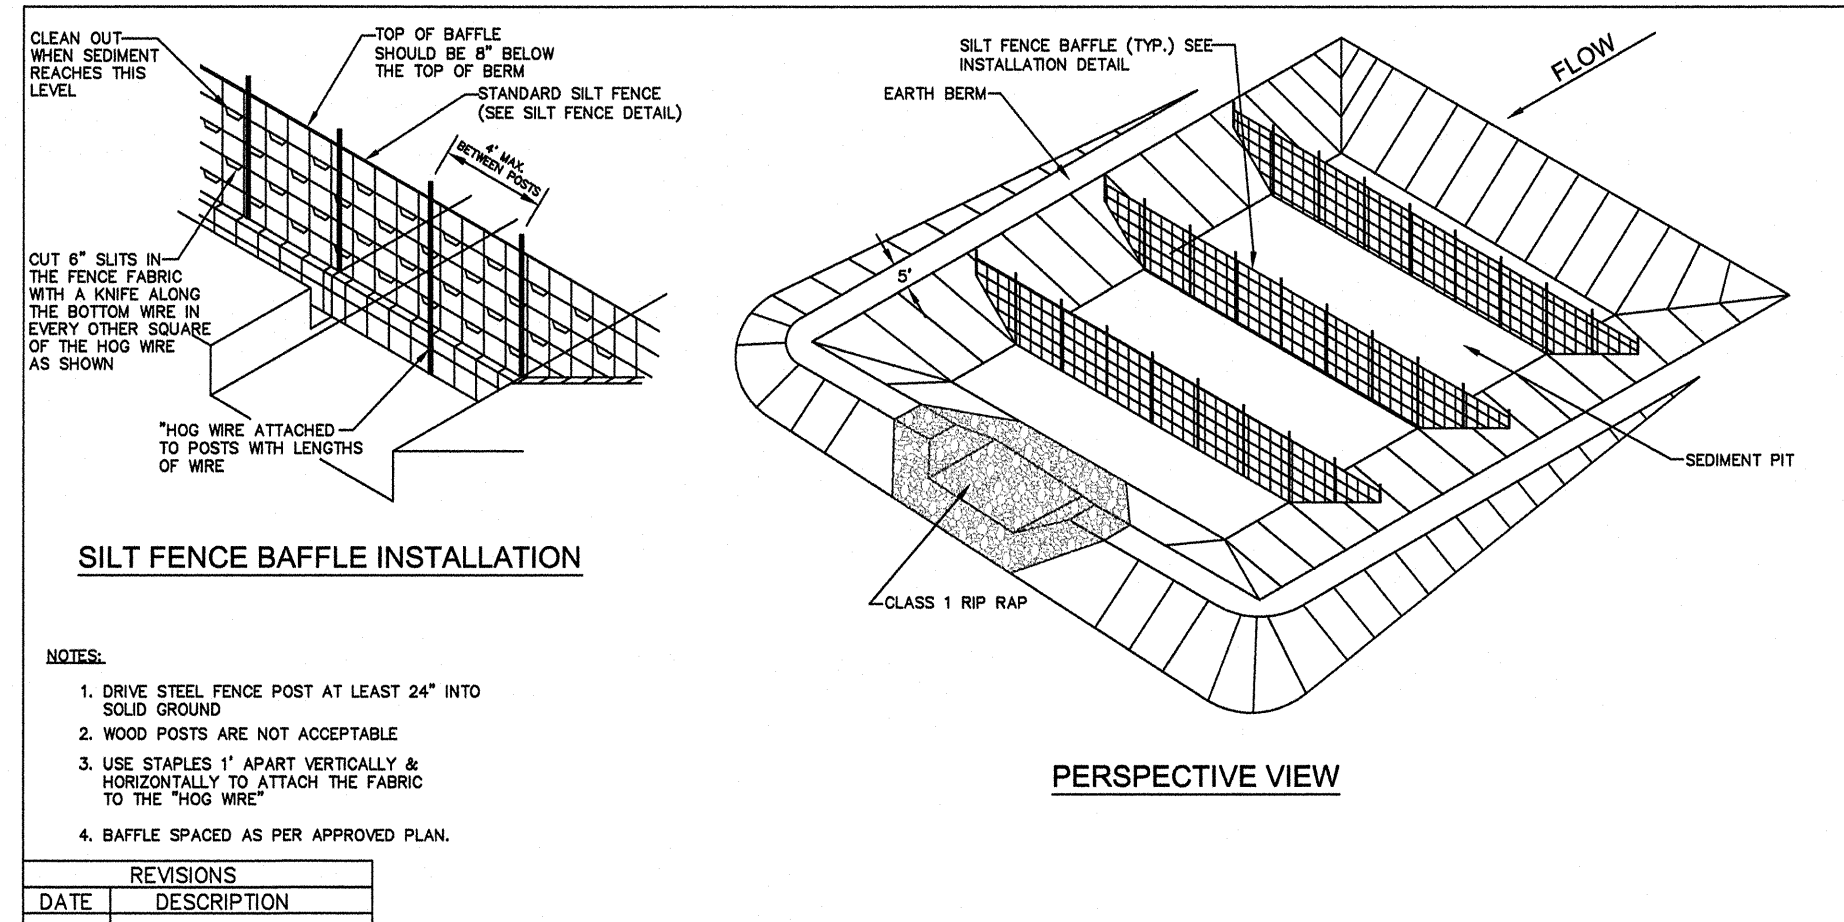 CLEAN OUT
WHEN SEDIMENT
REACHES THIS
LEVEL
TOP OF BAFFLE
SHOULD BE 8" BELOW
THE TOP OF BERM
STANDARD SILT FENCE
(SEE SILT FENCE DETAIL)
4' MAX.
BETWEEN POSTS
CUT 6" SLITS IN
THE FENCE FABRIC
WITH A KNIFE ALONG
THE BOTTOM WIRE IN
EVERY OTHER SQUARE
OF THE HOG WIRE
AS SHOWN
"HOG WIRE ATTACHED
TO POSTS WITH LENGTHS
OF WIRE
SILT FENCE BAFFLE INSTALLATION
SILT FENCE BAFFLE (TYP.) SEE
INSTALLATION DETAIL
EARTH BERM
FLOW
5'
SEDIMENT PIT
CLASS 1 RIP RAP
PERSPECTIVE VIEW
NOTES:
1. DRIVE STEEL FENCE POST AT LEAST 24" INTO
SOLID GROUND
2. WOOD POSTS ARE NOT ACCEPTABLE
3. USE STAPLES 1' APART VERTICALLY &
HORIZONTALLY TO ATTACH THE FABRIC
TO THE "HOG WIRE"
4. BAFFLE SPACED AS PER APPROVED PLAN.
REVISIONS
DATE DESCRIPTION